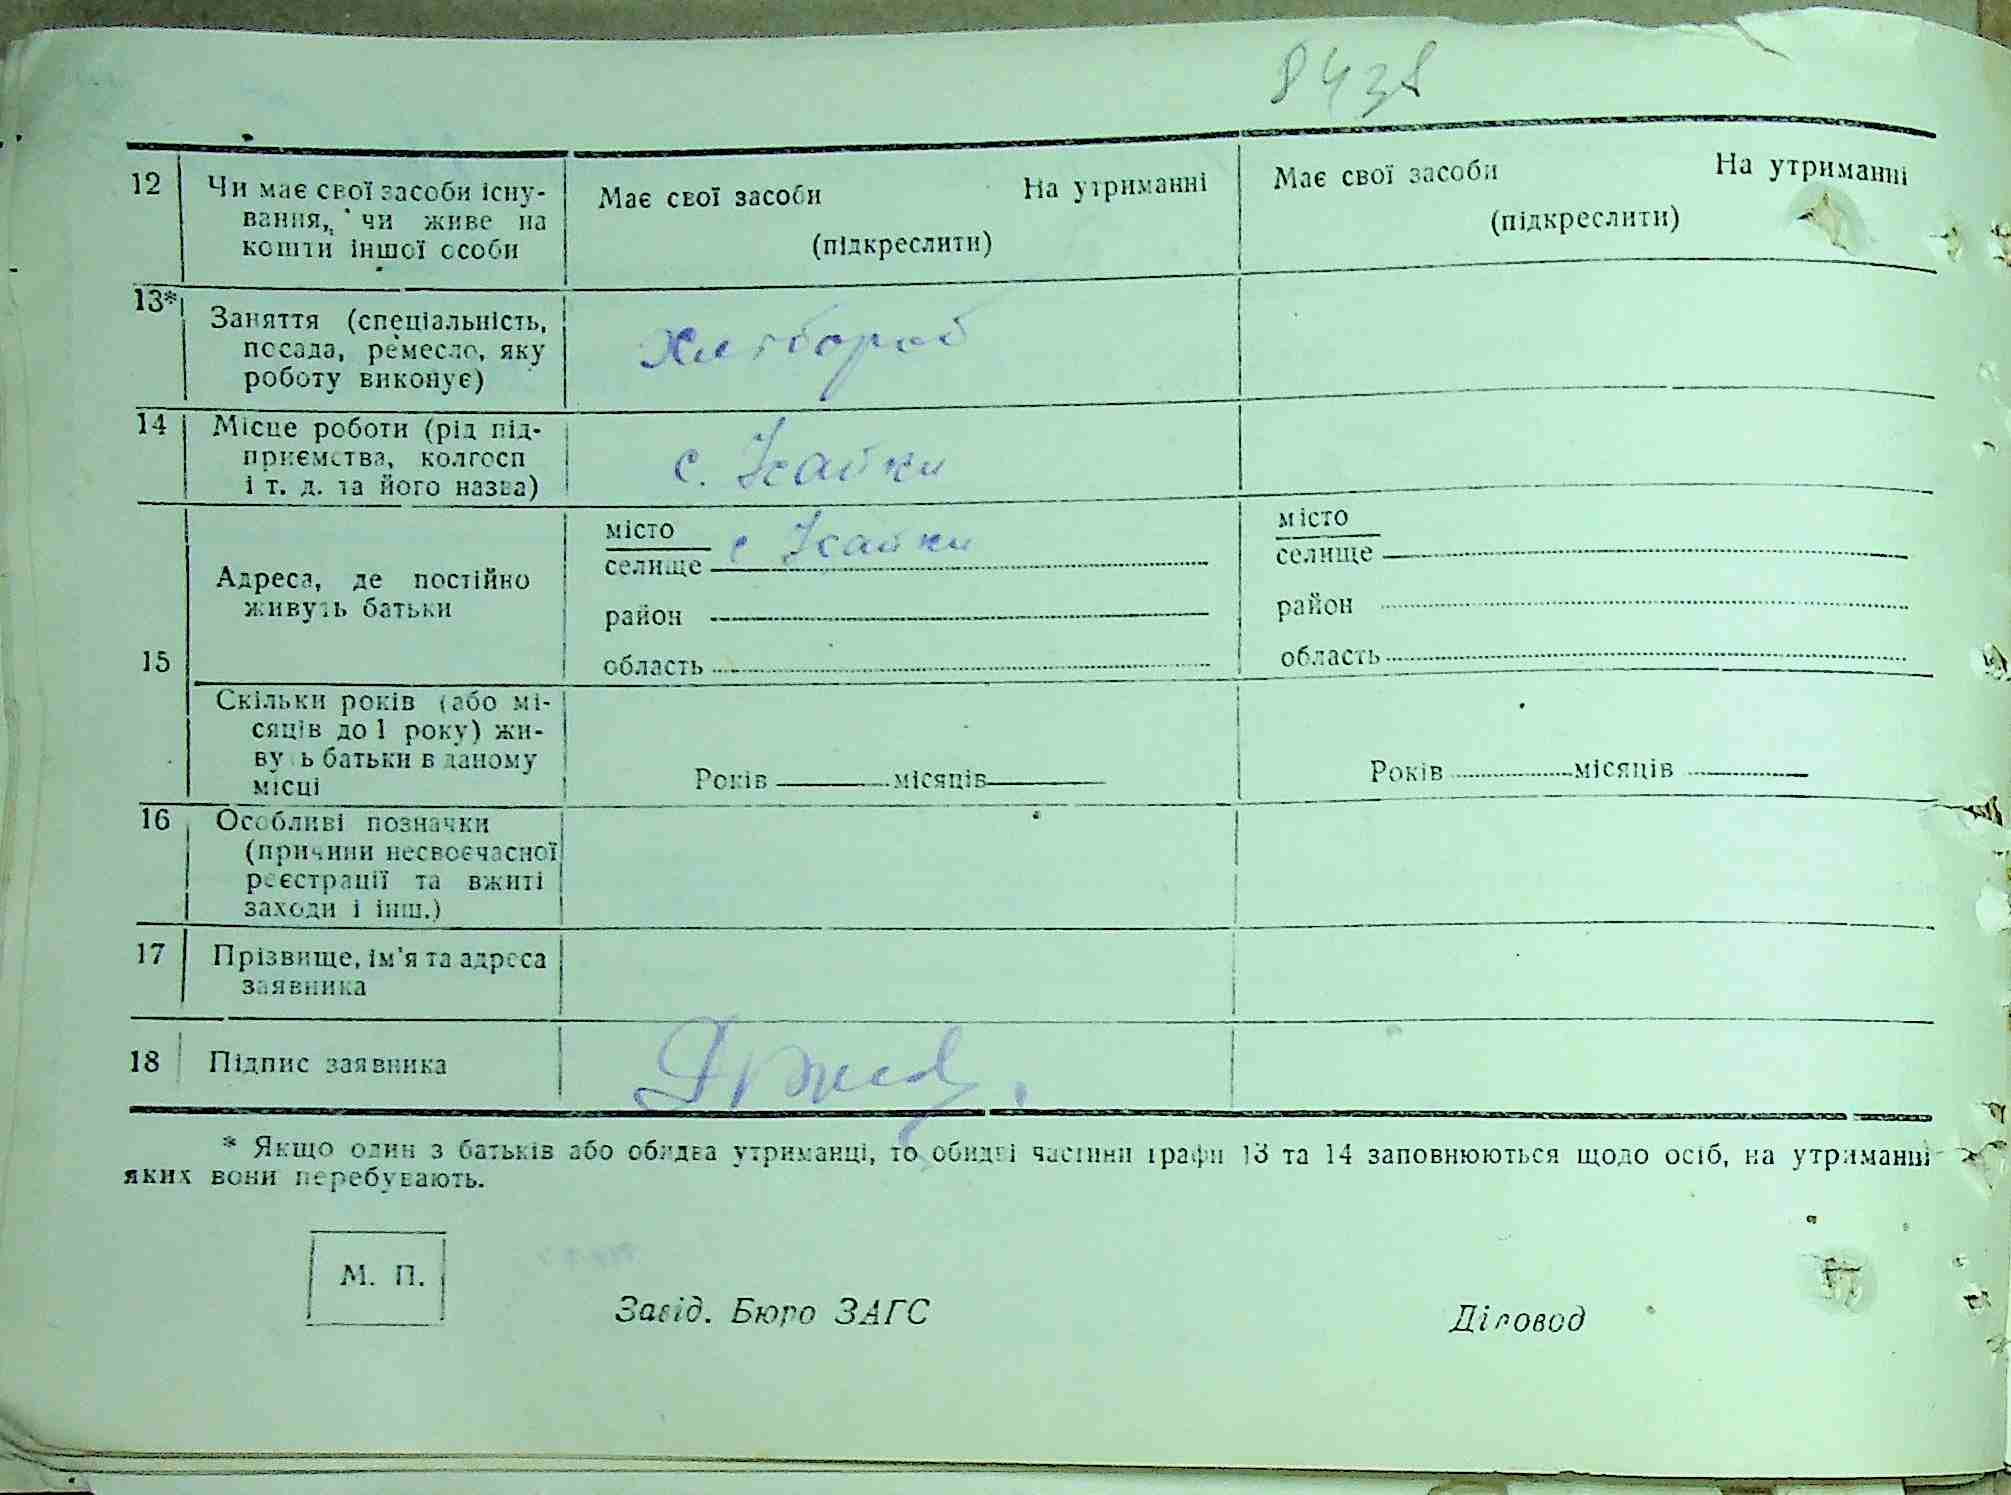 8438
12 Чи має свої засоби існу- Має свої засоби На утриманні Має свої засоби На утриманні
вання, чи живе на (підкреслити) (підкреслити)
кошти іншої особи
13* Заняття (спеціальність, Хлібороб
посада, ремесло, яку
роботу виконує)
14 Місце роботи (рід під- с. Усайки
приємства, колгосп
і т. д. та його назва)
місто місто
Адреса, де постійно селище с Усайки селище
живуть батьки район район
15 область область
Скільки років (або мі-
сяців до 1 року) жи-
вуть батьки в даному Років місяців Років місяців
місці
16 Особливі позначки
(причини несвоєчасної
реєстрації та вжиті
заходи і інш.)
17 Прізвище, ім'я та адреса
заявника
18 Підпис заявника
* Якщо один з батьків або обидва утриманці, то обидві частини графи 13 та 14 заповнюються щодо осіб, на утриманні
яких вони перебувають.
М. П.
Завід. Бюро ЗАГС Діловод